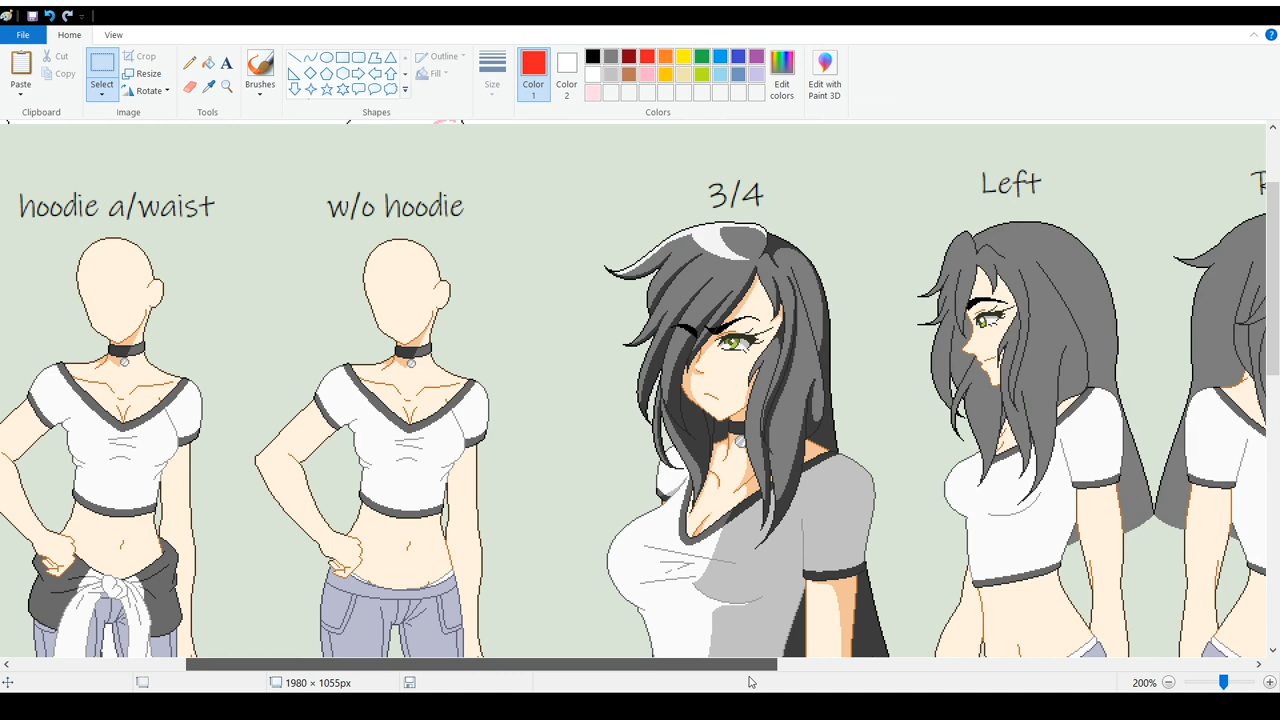 File Home View
Paste
Cut
Copy
Clipboard
Select
Crop
Resize
Rotate
Image
A
Tools
Brushes
Shapes
Outline
Fill
Size
Color 1
Color 2
Edit colors
Edit with Paint 3D
Colors
hoodie a/waist
w/o hoodie
3/4
Left
1980 × 1055px
200%